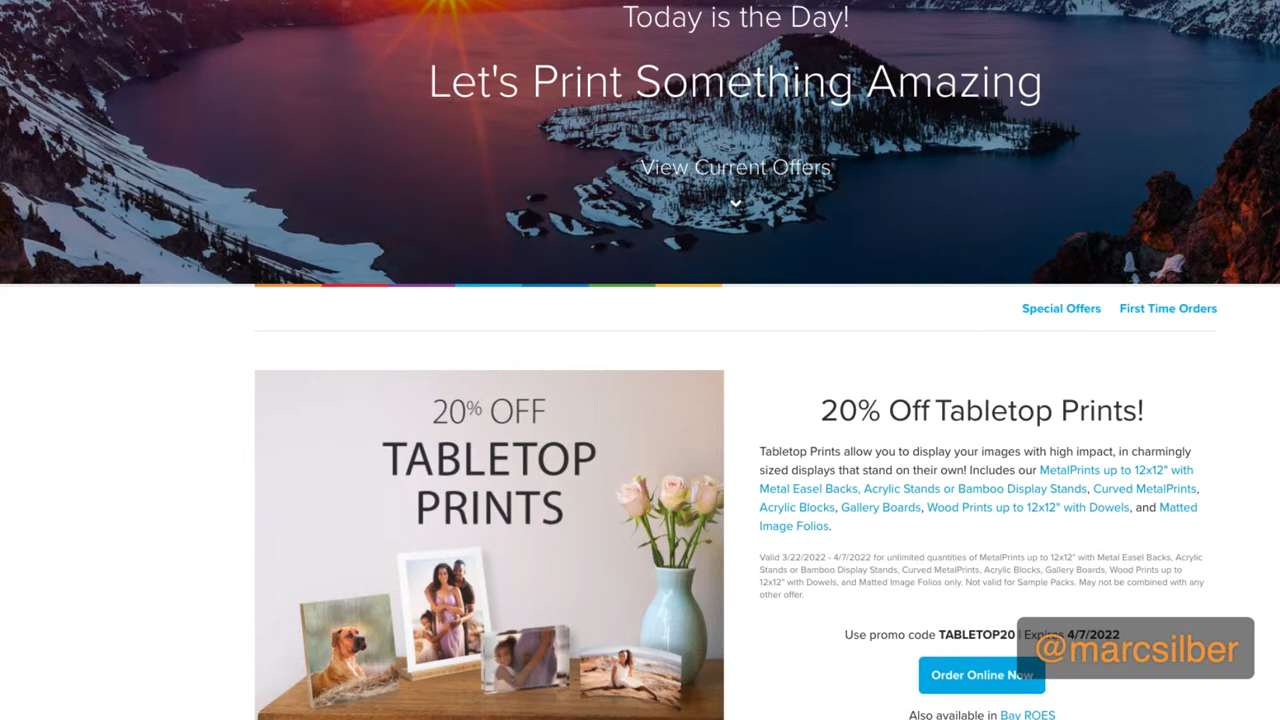 Today is the Day!
Let's Print Something Amazing
View Current Offers
Special Offers First Time Orders
20% OFF
TABLETOP
PRINTS
20% Off Tabletop Prints!
Tabletop Prints allow you to display your images with high impact, in charmingly
sized displays that stand on their own! Includes our MetalPrints up to 12x12" with
Metal Easel Backs, Acrylic Stands or Bamboo Display Stands, Curved MetalPrints,
Acrylic Blocks, Gallery Boards, Wood Prints up to 12x12" with Dowels, and Matted
Image Folios.
Valid 3/22/2022 - 4/7/2022 for unlimited quantities of MetalPrints up to 12x12" with Metal Easel Backs, Acrylic
Stands or Bamboo Display Stands, Curved MetalPrints, Acrylic Blocks, Gallery Boards, Wood Prints up to
12x12" with Dowels, and Matted Image Folios only. Not valid for Sample Packs. May not be combined with any
other offer.
Use promo code TABLETOP20 | Expires 4/7/2022
@marcsilber
Order Online Now
Also available in Bay ROES